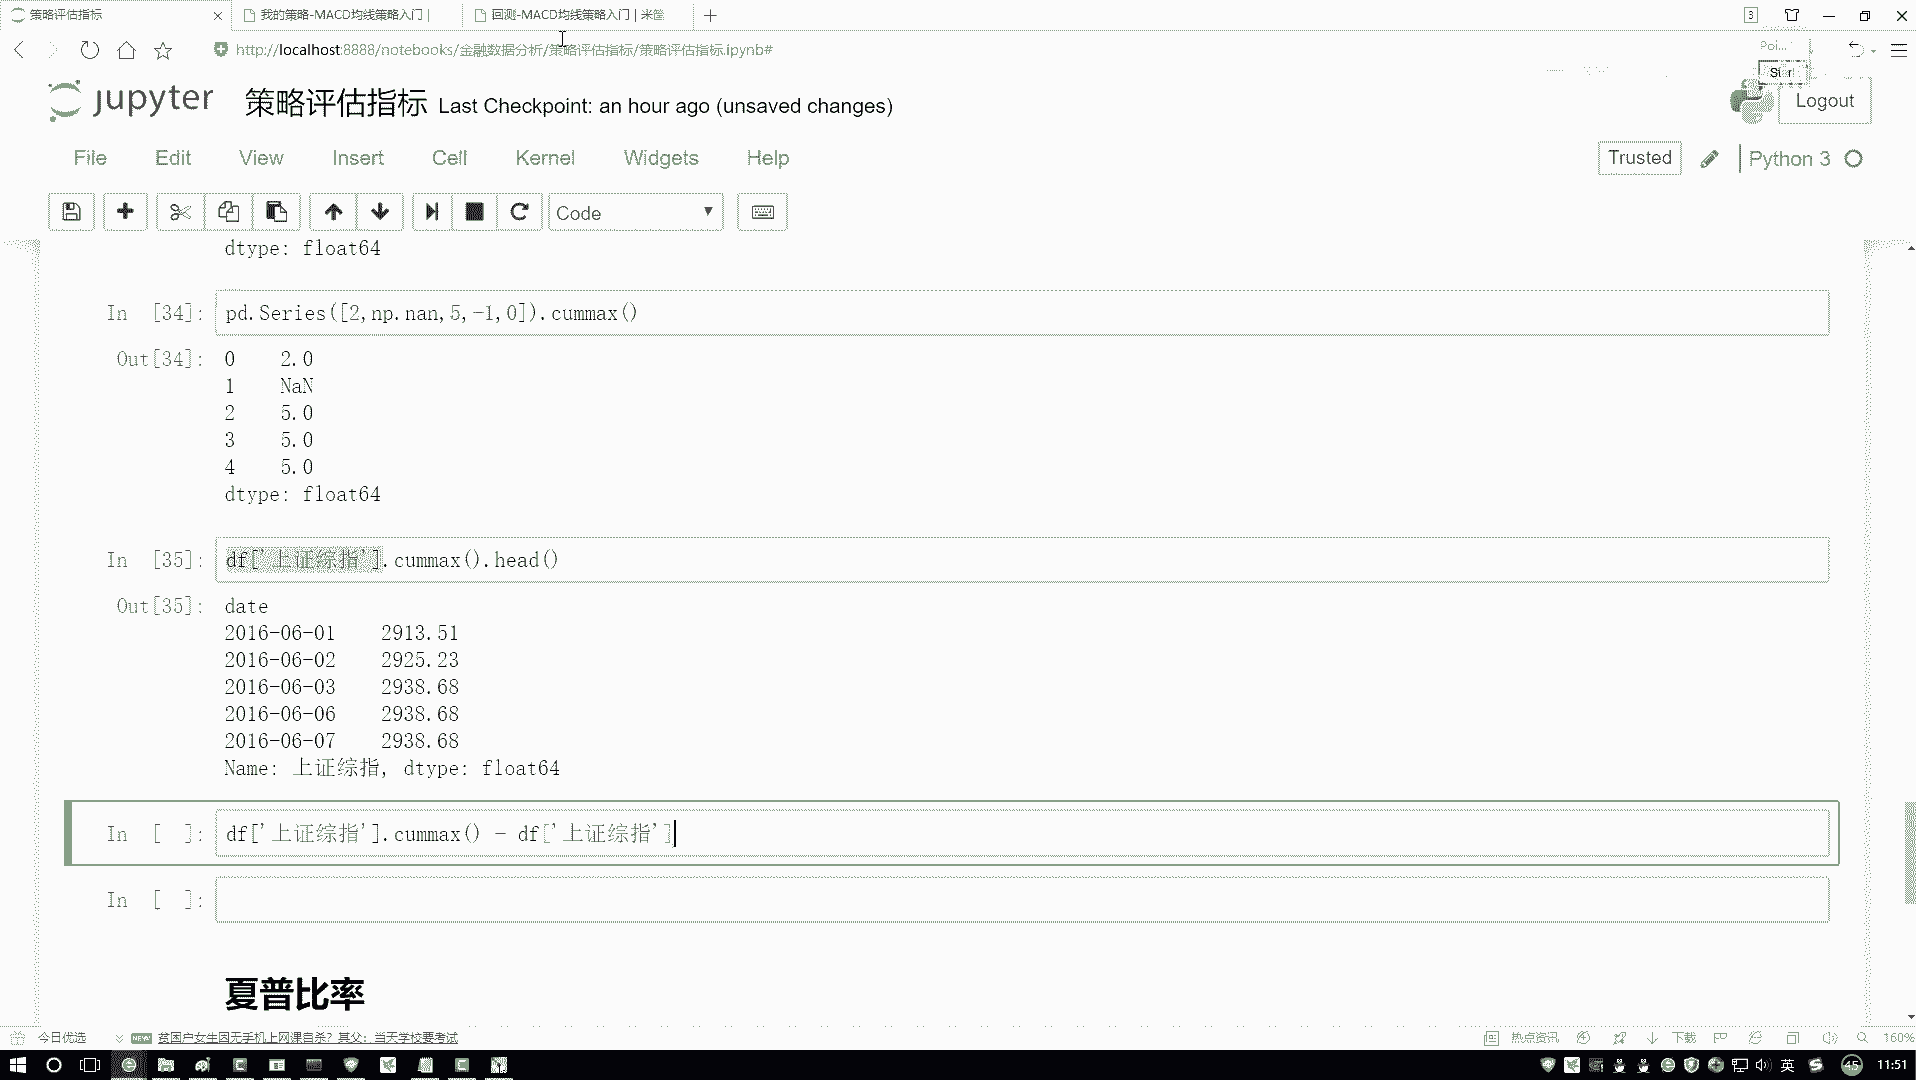 策略评估指标
我的策略-MACD均线策略入门 |
回测-MACD均线策略入门 | 米筐
3
http://localhost:8888/notebooks/金融数据分析/策略评估指标/策略评估指标.ipynb#
Poi...
Start
jupyter 策略评估指标 Last Checkpoint: an hour ago (unsaved changes)
Logout
File Edit View Insert Cell Kernel Widgets Help
Trusted
Python 3
Code
dtype: float64
In [34]: pd.Series([2,np.nan,5,-1,0]).cummax()
Out[34]: 0 2.0
1 NaN
2 5.0
3 5.0
4 5.0
dtype: float64
In [35]: df['上证综指'].cummax().head()
Out[35]: date
2016-06-01 2913.51
2016-06-02 2925.23
2016-06-03 2938.68
2016-06-06 2938.68
2016-06-07 2938.68
Name: 上证综指, dtype: float64
In [ ]: df['上证综指'].cummax() - df['上证综指']
In [ ]:
夏普比率
今日优选
NEW 贫困户女生因无手机上网课自杀? 其父: 当天学校要考试
热点资讯
下载
160%
英
45
11:51